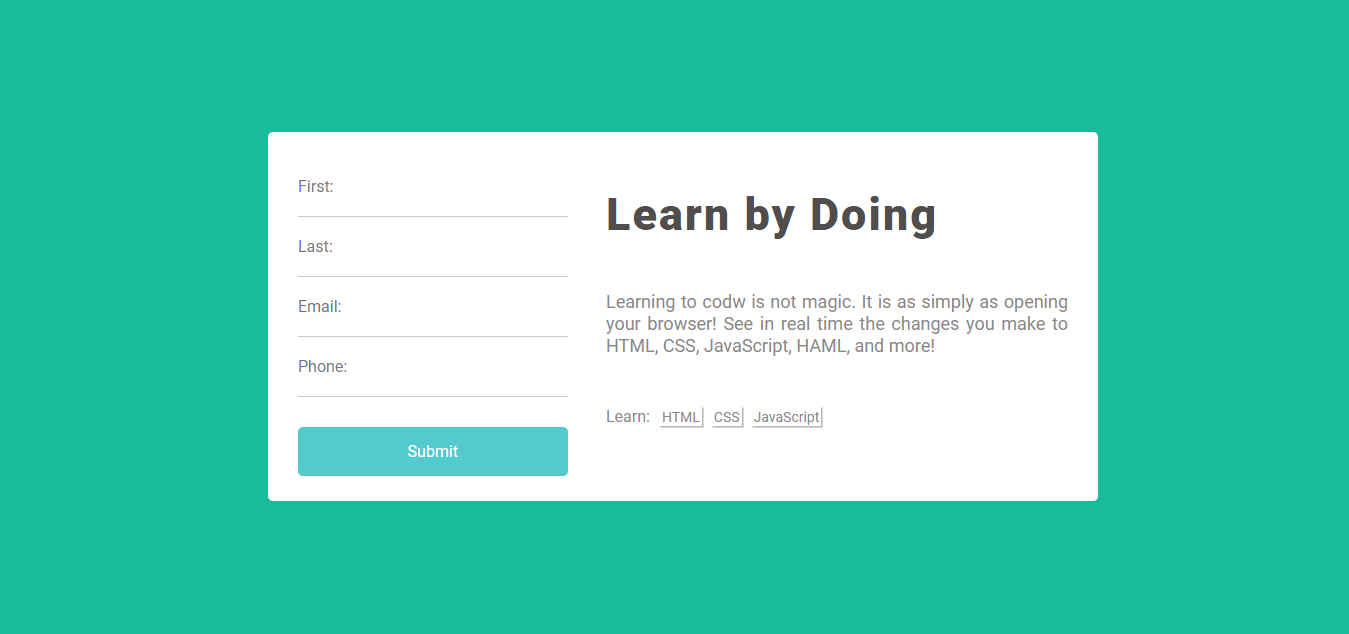 First:
Last:
Email:
Phone:
Submit
Learn by Doing
Learning to codw is not magic. It is as simply as opening
your browser! See in real time the changes you make to
HTML, CSS, JavaScript, HAML, and more!
Learn: HTML CSS JavaScript